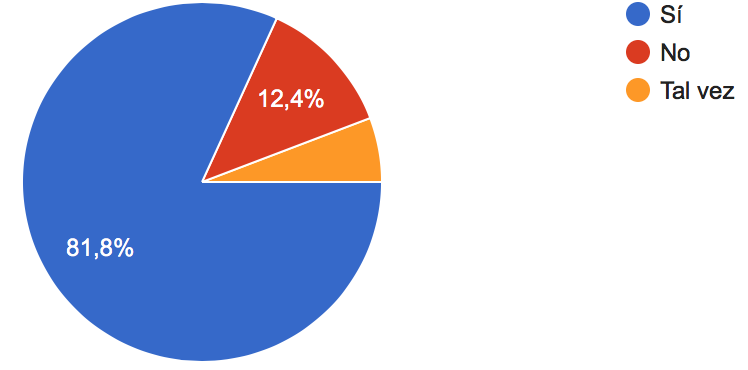 Sí
No
Tal vez
12,4%
81,8%